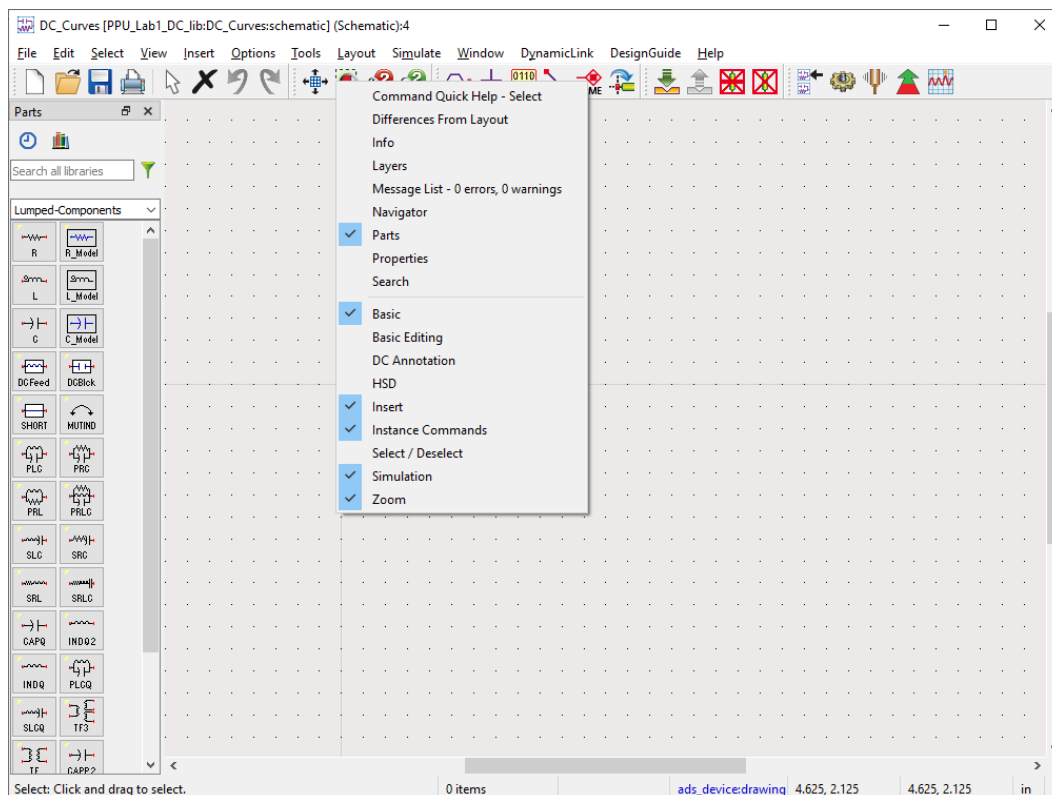 DC_Curves [PPU_Lab1_DC_lib:DC_Curves:schematic] (Schematic):4
File Edit Select View Insert Options Tools Layout Simulate Window DynamicLink DesignGuide Help
0110
ME
Parts
Search all libraries
Lumped-Components
R R_Model
L L_Model
C C_Model
DCFeed DCBlck
SHORT MUTIND
PLC PRC
PRL PRLC
SLC SRC
SRL SRLC
CAPQ INDQ2
INDQ PLCQ
SLCQ TF3
TF CAPP2
Command Quick Help - Select
Differences From Layout
Info
Layers
Message List - 0 errors, 0 warnings
Navigator
Parts
Properties
Search
Basic
Basic Editing
DC Annotation
HSD
Insert
Instance Commands
Select / Deselect
Simulation
Zoom
Select: Click and drag to select. 0 items ads_device:drawing 4.625, 2.125 4.625, 2.125 in